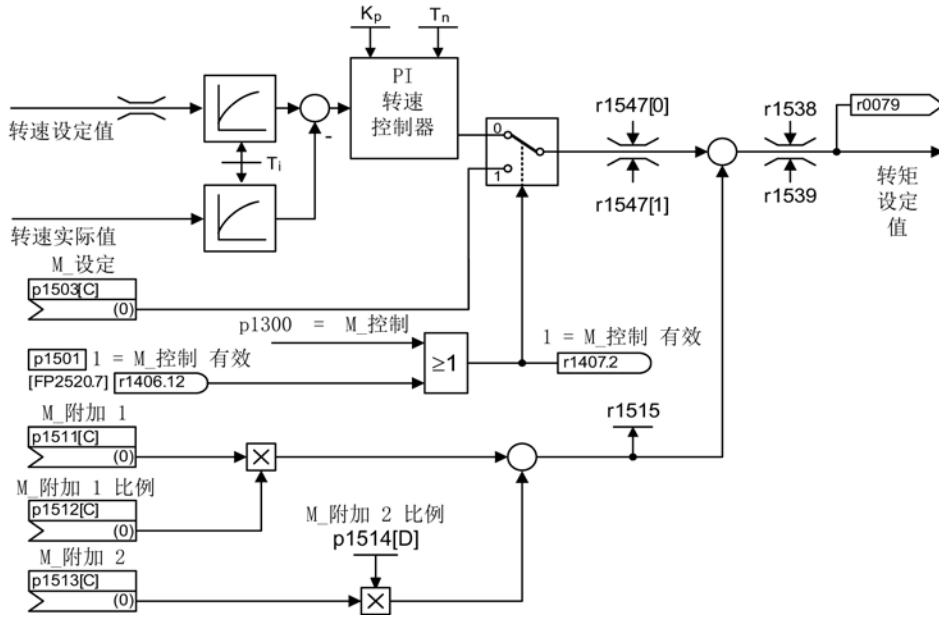 Kp
Tn
PI
转速
控制器
转速设定值
-
Ti
转速实际值
0
1
r1547[0]
r1547[1]
r1538
r1539
r0079
转矩
设定
值
M_设定
p1503[C]
(0)
p1300 = M_控制
p1501 1 = M_控制 有效
[FP2520.7] r1406.12
≥1
1 = M_控制 有效
r1407.2
M_附加 1
p1511[C]
(0)
×
r1515
M_附加 1 比例
p1512[C]
(0)
M_附加 2 比例
p1514[D]
M_附加 2
p1513[C]
(0)
×